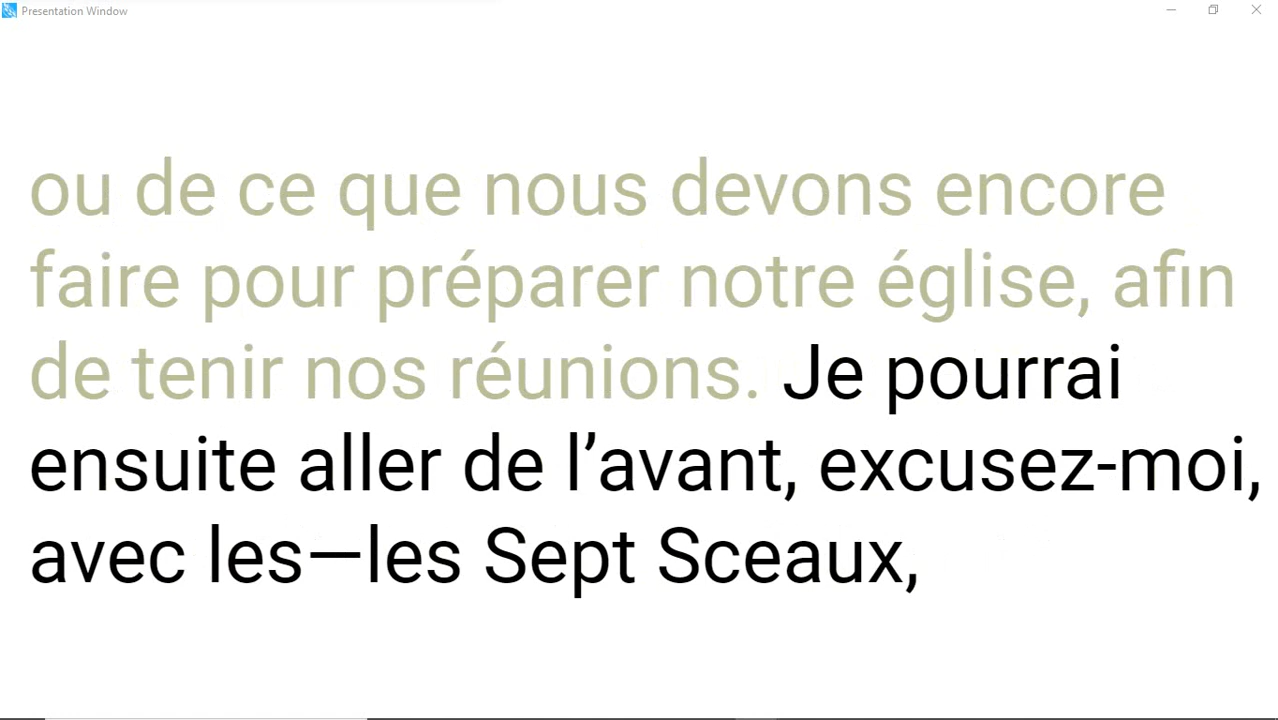 Presentation Window
ou de ce que nous devons encore
faire pour préparer notre église, afin
de tenir nos réunions. Je pourrai
ensuite aller de l’avant, excusez-moi,
avec les—les Sept Sceaux,